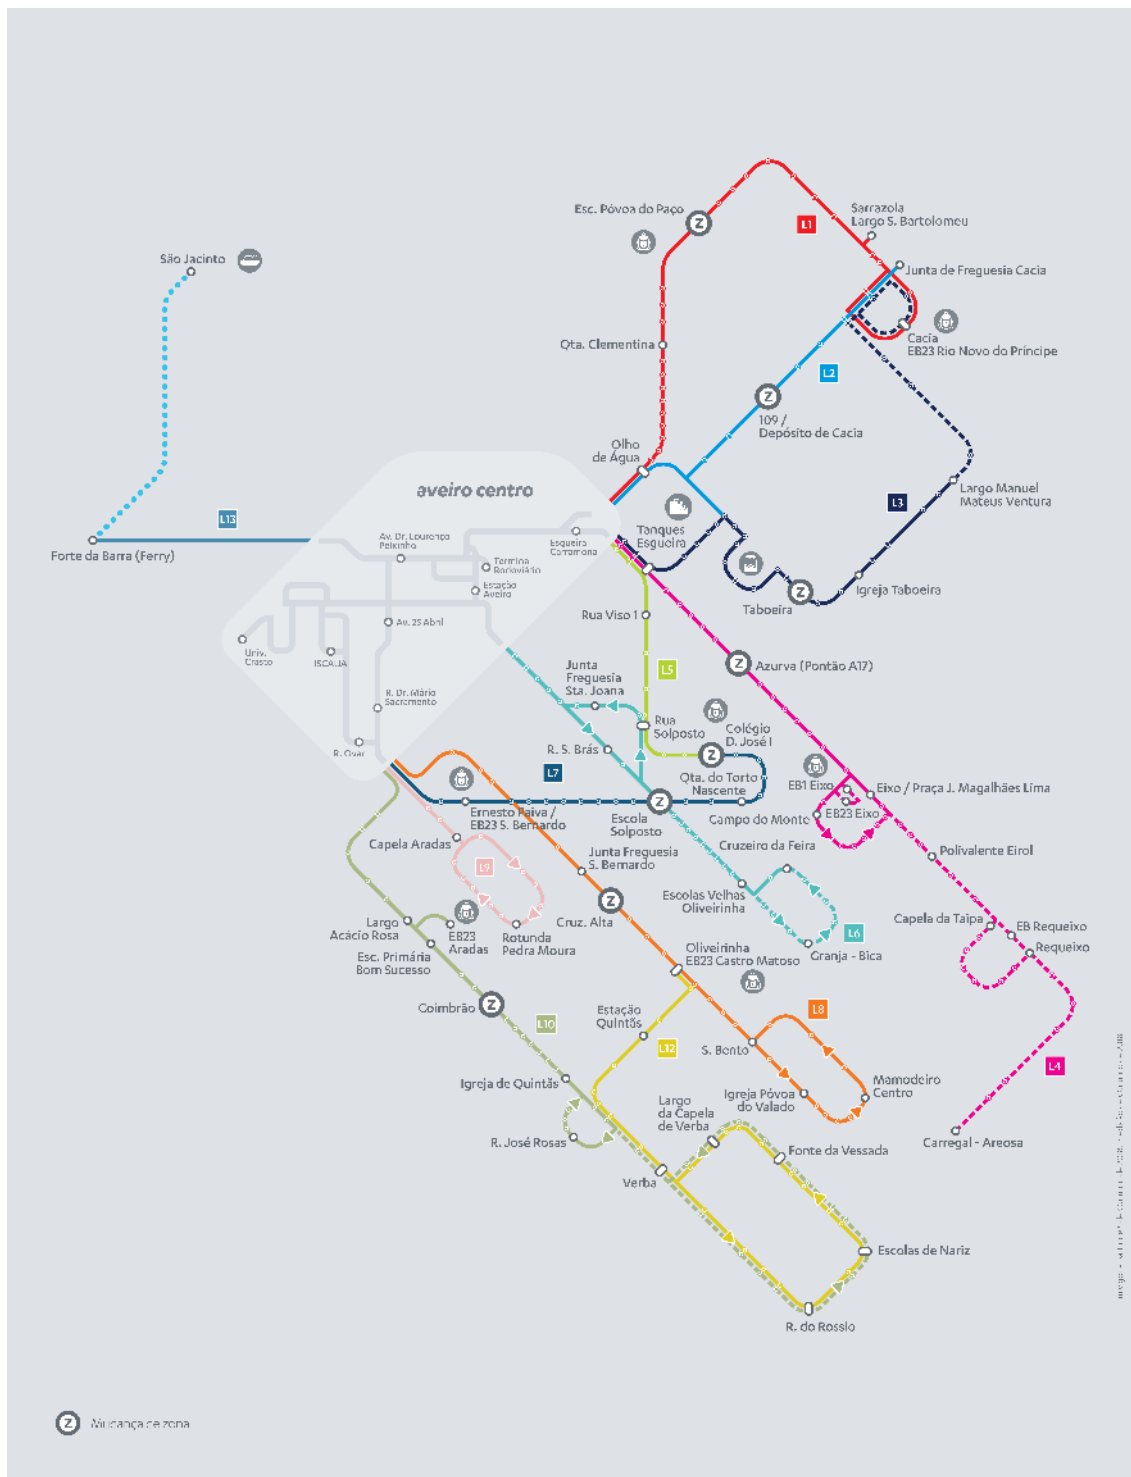 Esc. Póvoa do Paço
L1
Sarrazola
Largo S. Bartolomeu
São Jacinto
Junta de Freguesia Cacia
Qta. Clementina
Cacia
EB23 Rio Novo do Príncipe
L2
109 /
Depósito de Cacia
Olho
de Água
aveiro centro
Largo Manuel
Mateus Ventura
L3
L13
Tanques
Esgueira
Forte da Barra (Ferry)
Av. Dr. Lourenço
Peixinho
Esgueira
Carramona
Rodoviário
Estação
Aveiro
Taboeira
Igreja Taboeira
Rua Viso 1
Av. 25 Abril
Univ.
Crasto
ISCAUA
Junta
Freguesia
Sta. Joana
L5
Azurva (Pontão A17)
R. Dr. Mário
Sacramento
Rua
Solposto
Colégio
D. José I
R. Ovar
R. S. Brás
L7
Qta. do Torto
Nascente
EB1 Eixo
Eixo / Praça J. Magalhães Lima
Ernesto Paiva /
EB23 S. Bernardo
Escola
Solposto
Campo do Monte
EB23 Eixo
Capela Aradas
Junta Freguesia
S. Bernardo
Cruzeiro da Feira
Polivalente Eirol
L9
Escolas Velhas
Oliveirinha
Largo
Acácio Rosa
EB23
Aradas
Rotunda
Pedra Moura
Cruz. Alta
Capela da Taipa
EB Requeixo
Requeixo
L6
Granja - Bica
Esc. Primária
Bom Sucesso
Oliveirinha
EB23 Castro Matoso
Coimbrão
L10
Estação
Quintãs
L8
L12
S. Bento
L4
Igreja de Quintãs
Largo
da Capela
de Verba
Igreja Póvoa
do Valado
Mamodeiro
Centro
R. José Rosas
Carregal - Areosa
Fonte da Vessada
Verba
Escolas de Nariz
R. do Rossio
Z
Mudança de zona